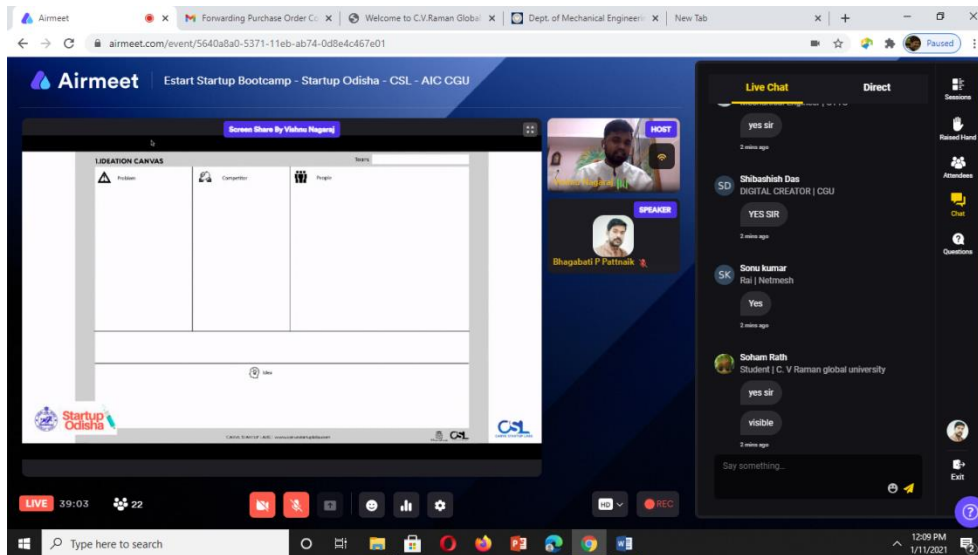 Airmeet
Forwarding Purchase Order Co
Welcome to C.V.Raman Global
Dept. of Mechanical Engineeri
New Tab
airmeet.com/event/5640a8a0-5371-11eb-ab74-0d8e4c467e01
Paused
Airmeet
Estart Startup Bootcamp - Startup Odisha - CSL - AIC CGU
Screen Share By Vishnu Nagaraj
1.IDEATION CANVAS
Team:
Problem
Competitor
People
Idea
Startup
Odisha
CSL
CSL
HOST
SPEAKER
Bhagabati P Pattnaik
Live Chat
Direct
yes sir
2 mins ago
SD
Shibashish Das
DIGITAL CREATOR | CGU
YES SIR
2 mins ago
SK
Sonu kumar
Rai | Netmesh
Yes
2 mins ago
Soham Rath
Student | C. V Raman global university
yes sir
visible
2 mins ago
Say something...
Sessions
Raised Hand
Attendees
Chat
Questions
Exit
LIVE
39:03
22
HD
REC
Type here to search
12:09 PM
1/11/2021